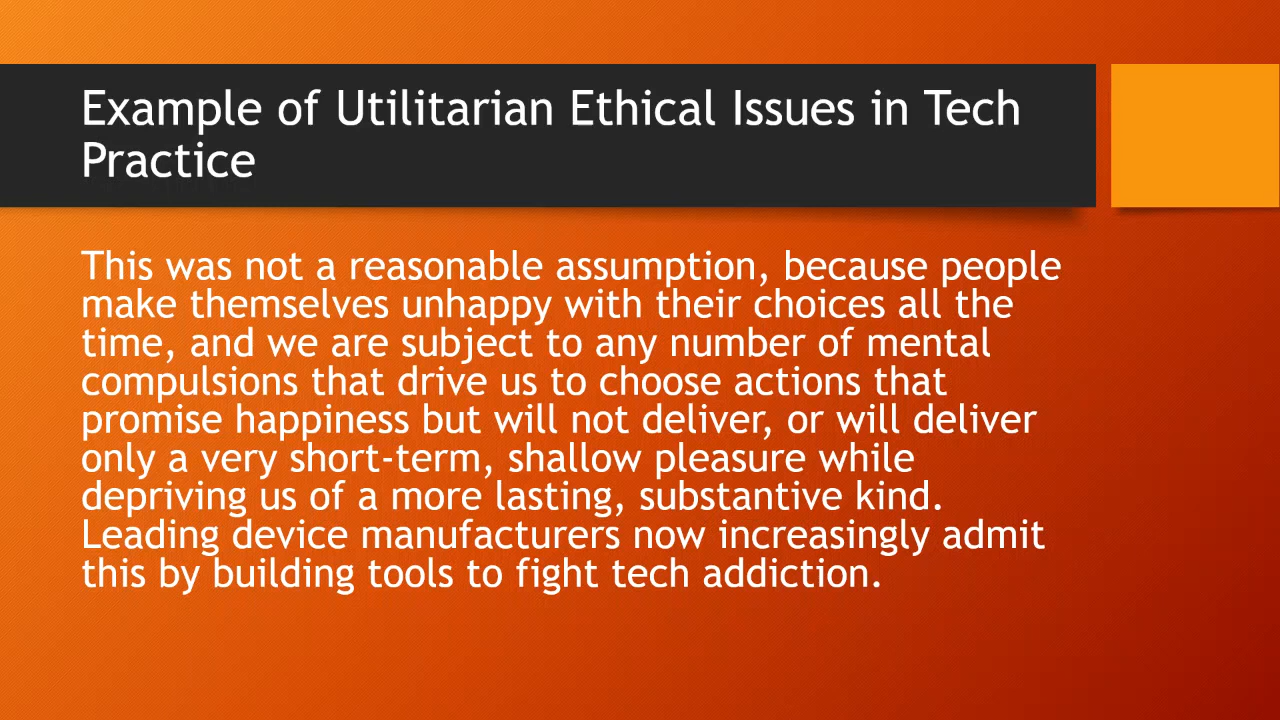 Example of Utilitarian Ethical Issues in Tech
Practice
This was not a reasonable assumption, because people
make themselves unhappy with their choices all the
time, and we are subject to any number of mental
compulsions that drive us to choose actions that
promise happiness but will not deliver, or will deliver
only a very short-term, shallow pleasure while
depriving us of a more lasting, substantive kind.
Leading device manufacturers now increasingly admit
this by building tools to fight tech addiction.